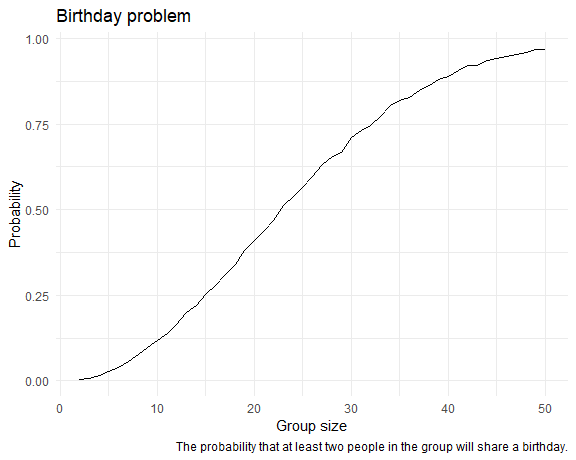 Birthday problem
1.00
0.75
0.50
0.25
0.00
Probability
0 10 20 30 40 50
Group size
The probability that at least two people in the group will share a birthday.